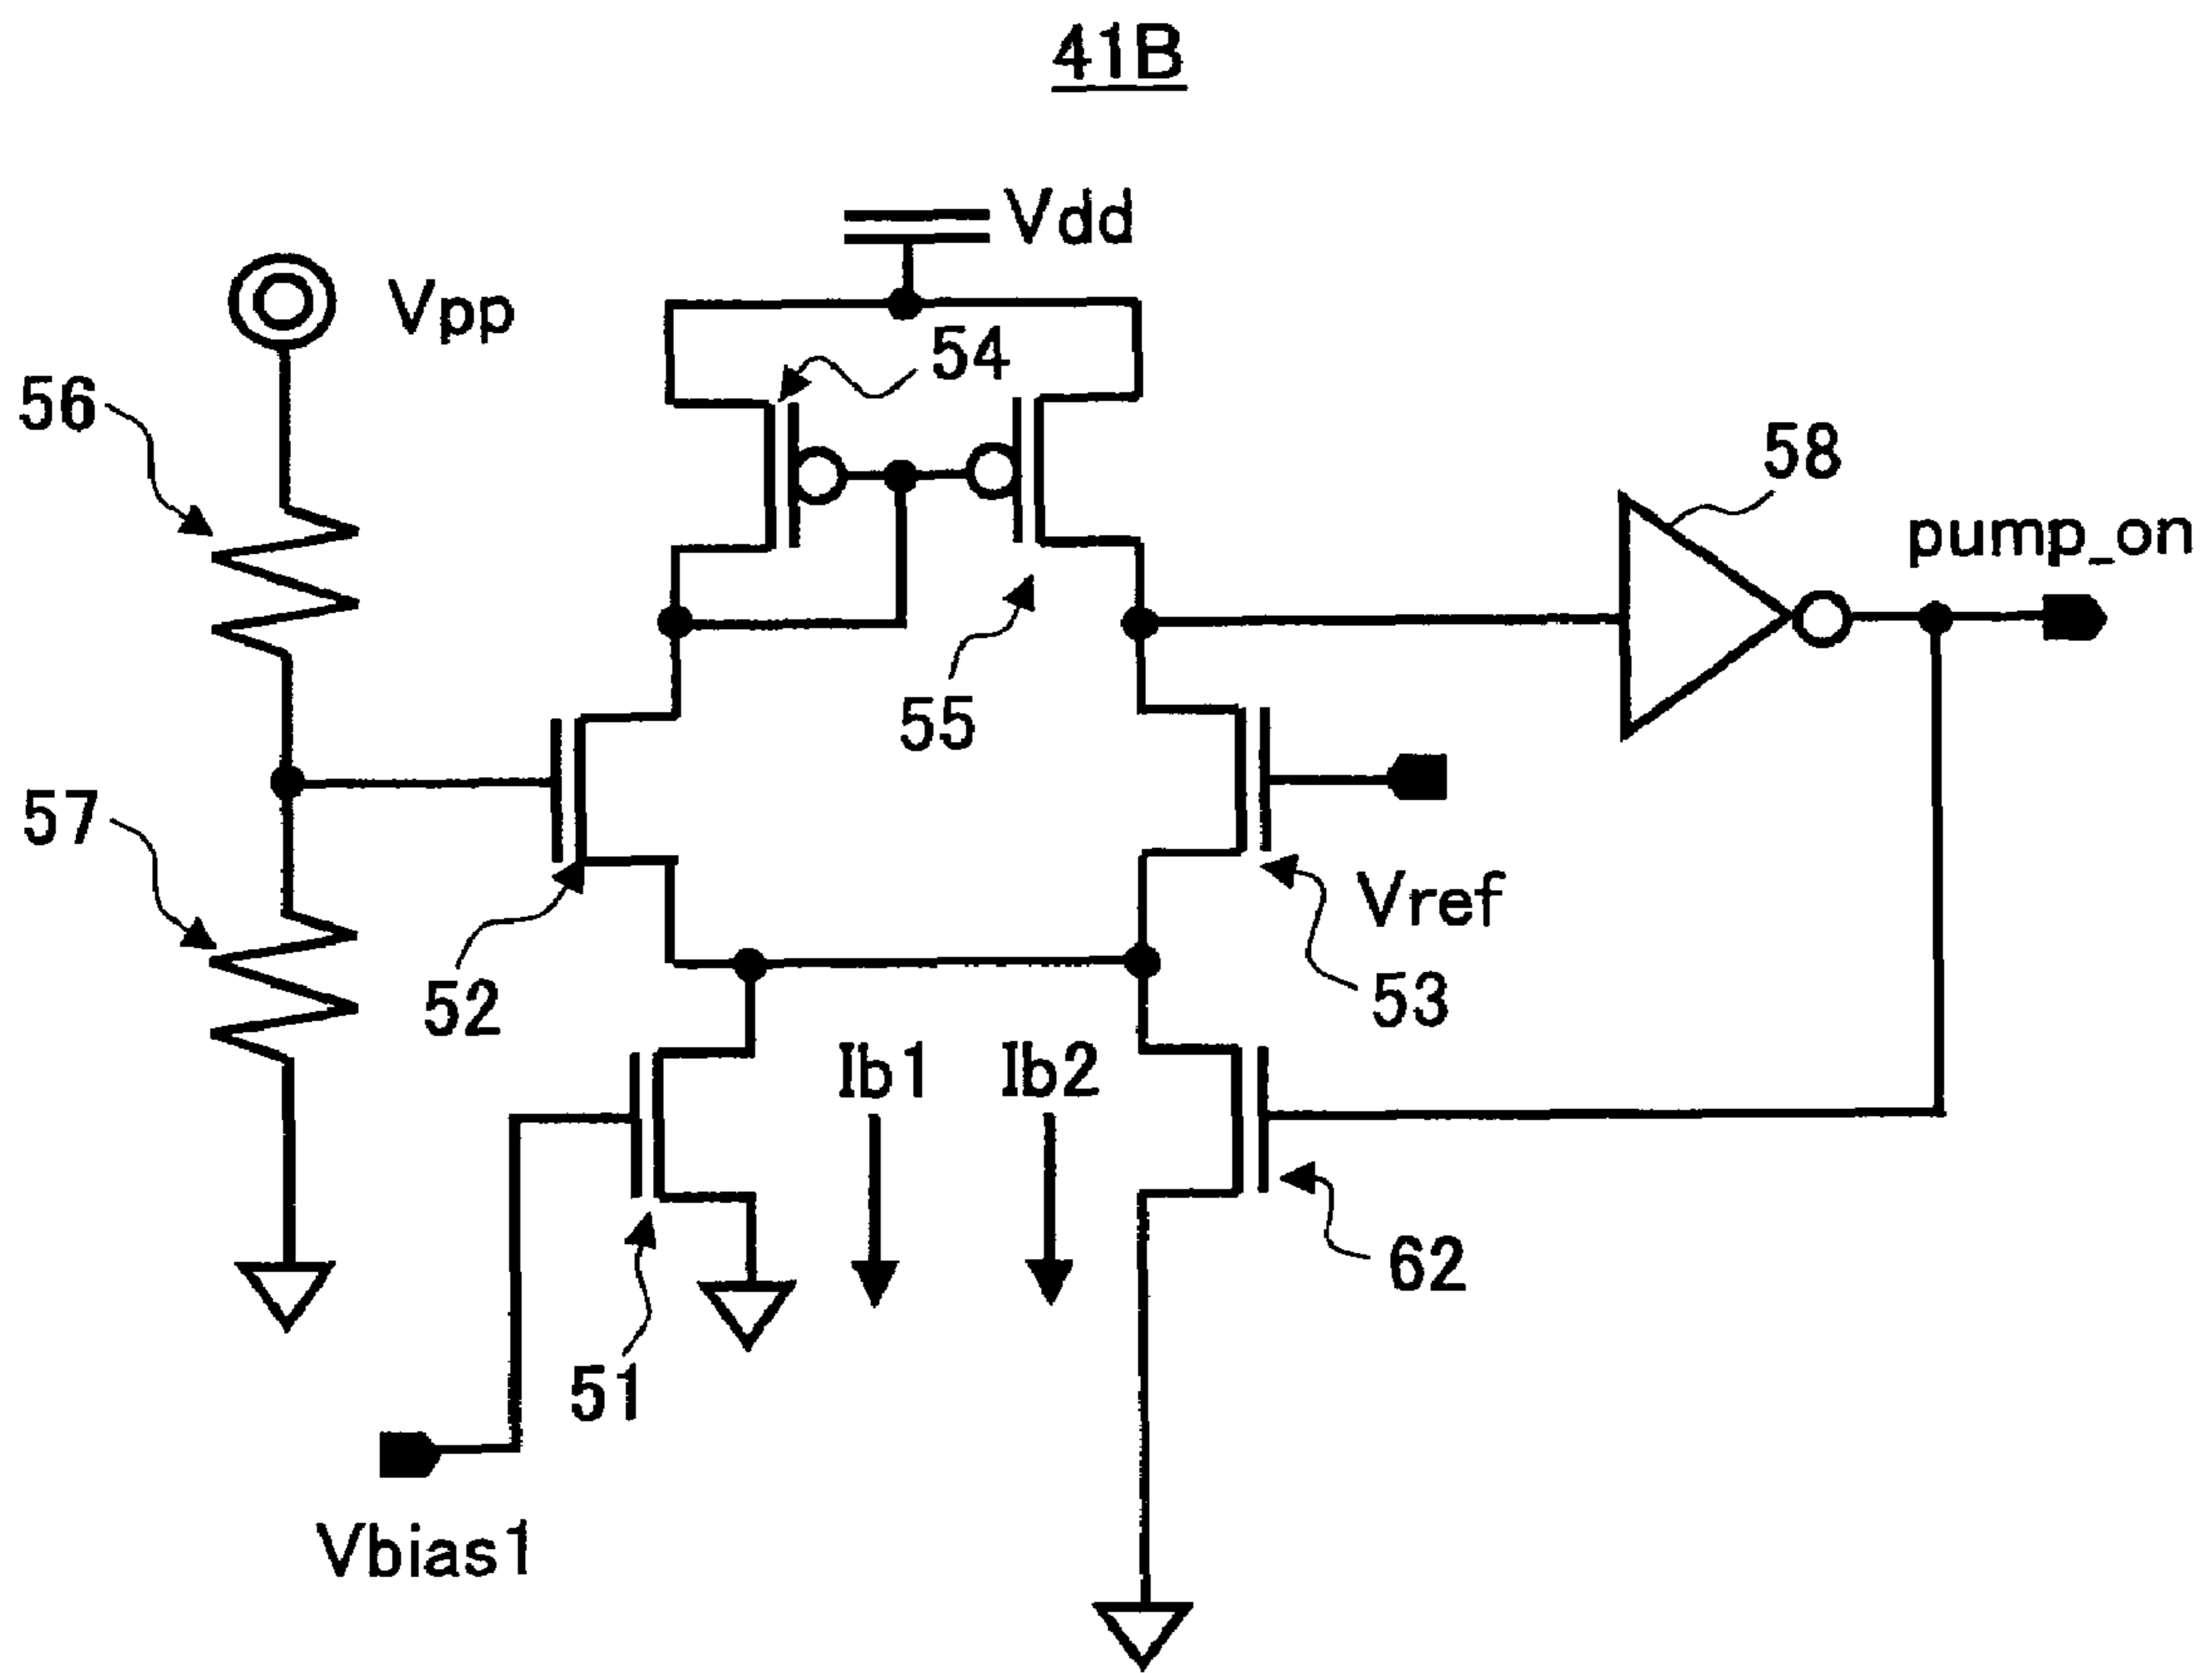 41B
Vdd
Vpp
54
56
58
pump_on
55
57
Vref
52
53
Ib1
Ib2
62
51
Vbias1